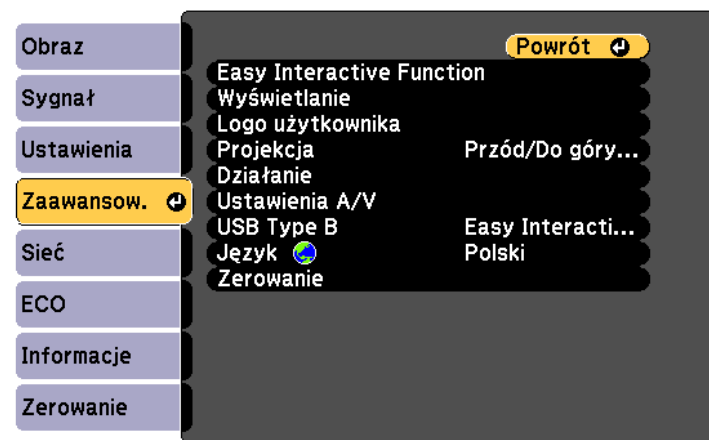 Obraz
Sygnał
Ustawienia
Zaawansow.
Sieć
ECO
Informacje
Zerowanie
Powrót
Easy Interactive Function
Wyświetlanie
Logo użytkownika
Projekcja Przód/Do góry...
Działanie
Ustawienia A/V
USB Type B Easy Interacti...
Język Polski
Zerowanie